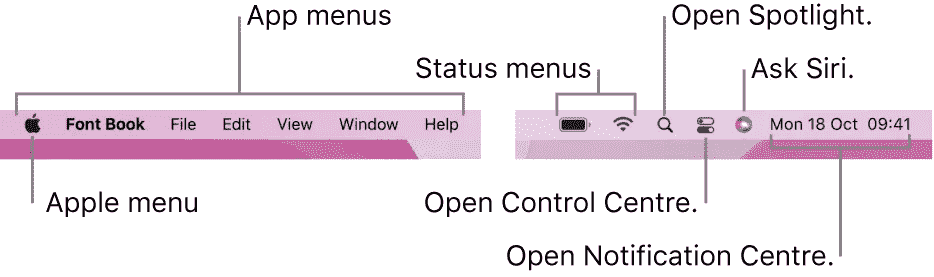 App menus
Open Spotlight.
Status menus
Ask Siri.
Font Book File Edit View Window Help
Mon 18 Oct 09:41
Apple menu
Open Control Centre.
Open Notification Centre.